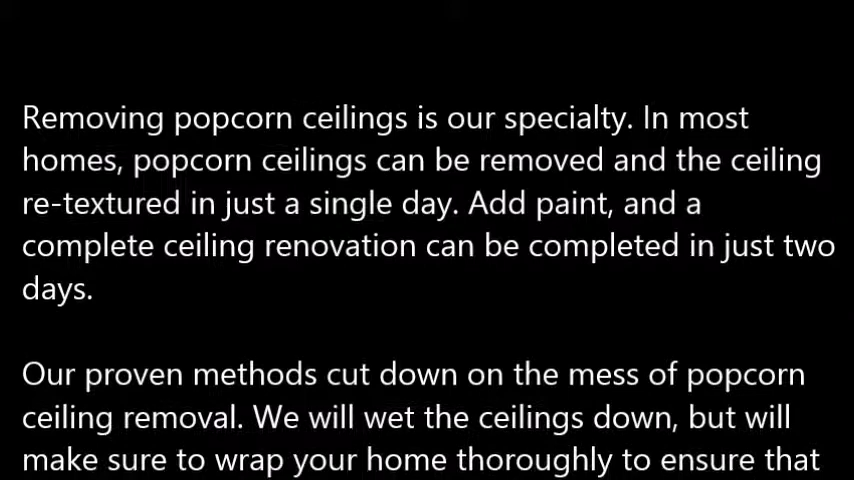 Removing popcorn ceilings is our specialty. In most
homes, popcorn ceilings can be removed and the ceiling
re-textured in just a single day. Add paint, and a
complete ceiling renovation can be completed in just two
days.
Our proven methods cut down on the mess of popcorn
ceiling removal. We will wet the ceilings down, but will
make sure to wrap your home thoroughly to ensure that